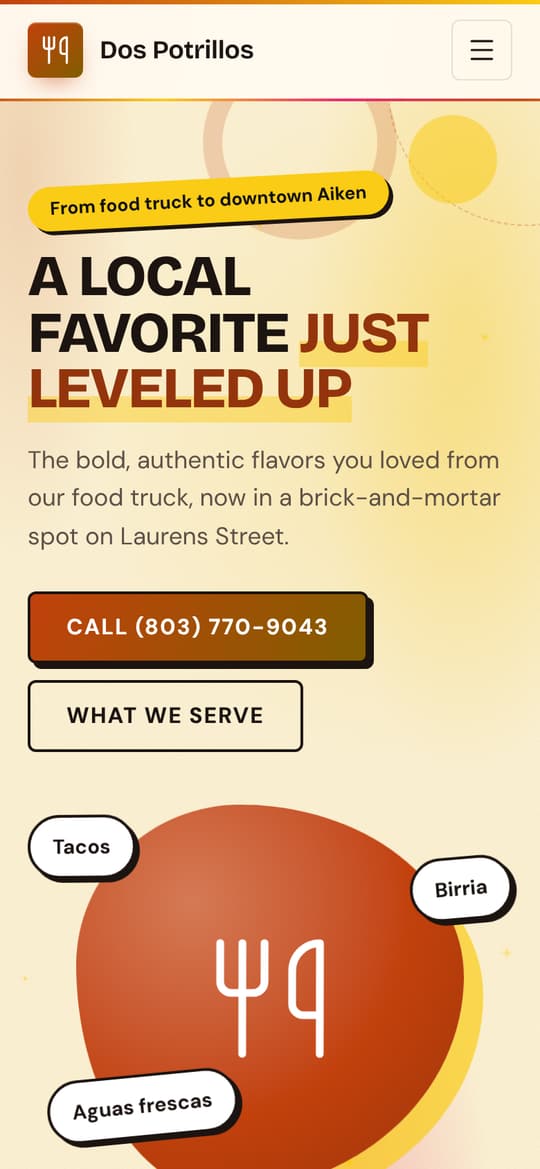 Dos Potrillos
From food truck to downtown Aiken
A LOCAL
FAVORITE JUST
LEVELED UP
The bold, authentic flavors you loved from
our food truck, now in a brick-and-mortar
spot on Laurens Street.
CALL (803) 770-9043
WHAT WE SERVE
Tacos
Birria
Aguas frescas